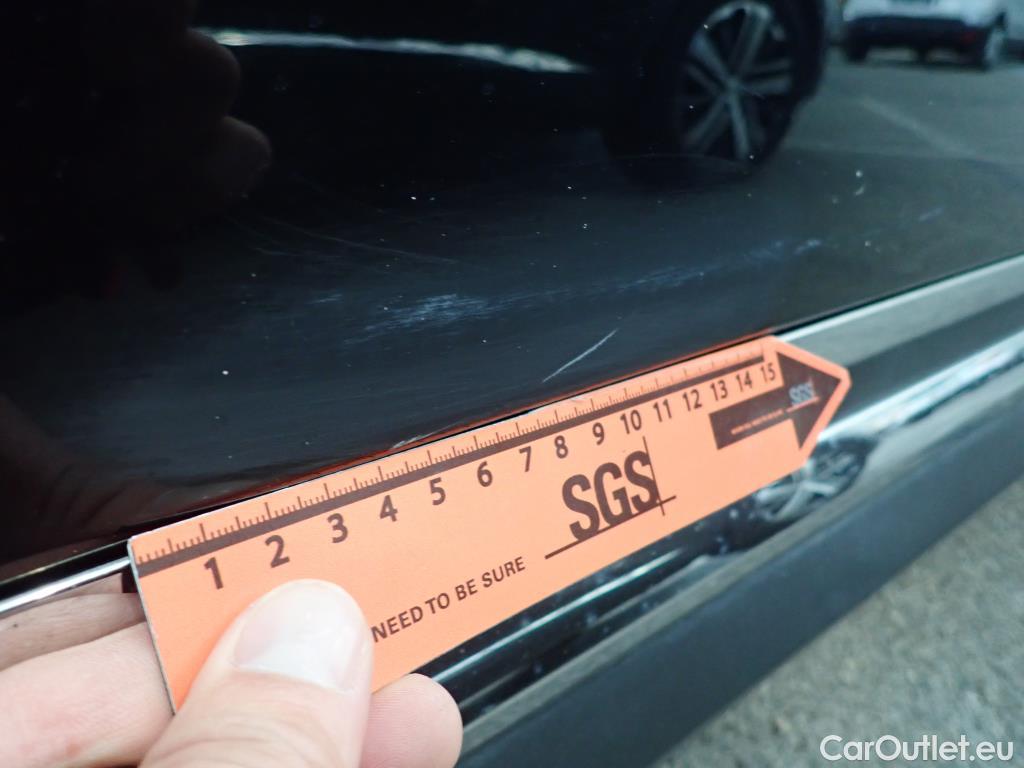 1 2 3 4 5 6 7 8 9 10 11 12 13 14 15
SGS
SGS
NEED TO BE SURE
CarOutlet.eu